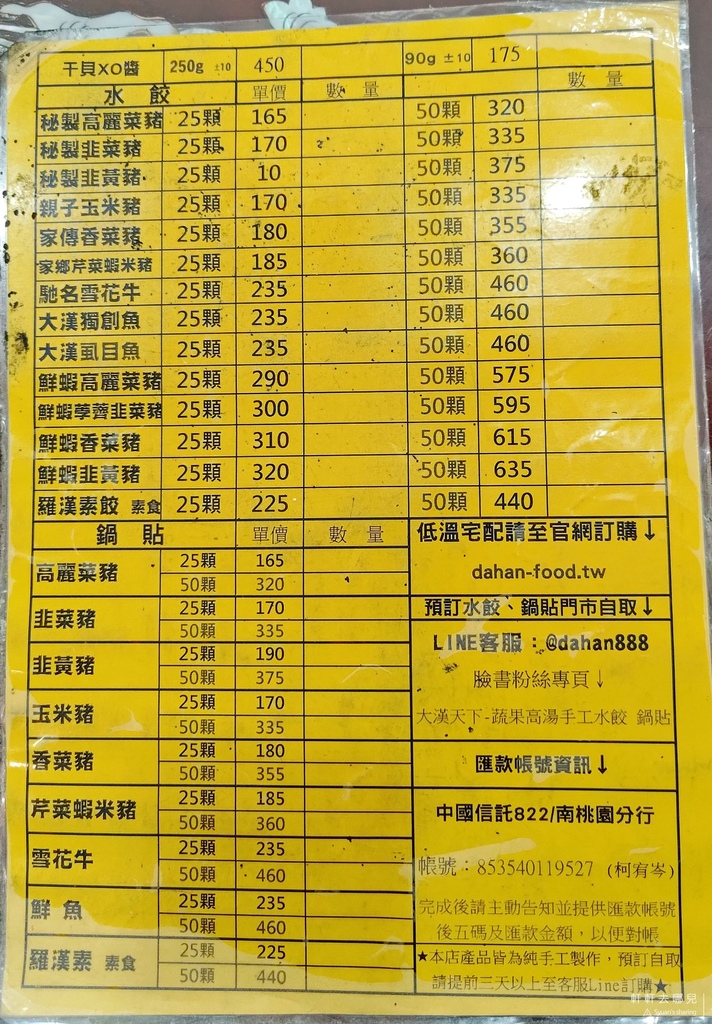 干貝XO醬 250g ±10 450 90g ±10 175
水 餃 單價 數 量 數 量
秘製高麗菜豬 25顆 165 50顆 320
秘製韭菜豬 25顆 170 50顆 335
秘製韭黃豬 25顆 10 50顆 375
親子玉米豬 25顆 170 50顆 335
家傳香菜豬 25顆 180 50顆 355
家鄉芹菜蝦米豬 25顆 185 50顆 360
馳名雪花牛 25顆 235 50顆 460
大漢獨創魚 25顆 235 50顆 460
大漢虱目魚 25顆 235 50顆 460
鮮蝦高麗菜豬 25顆 290 50顆 575
鮮蝦荸薺韭菜豬 25顆 300 50顆 595
鮮蝦香菜豬 25顆 310 50顆 615
鮮蝦韭黃豬 25顆 320 50顆 635
羅漢素餃 素食 25顆 225 50顆 440
鍋 貼 單價 數 量
高麗菜豬 25顆 165
50顆 320
韭菜豬 25顆 170
50顆 335
韭黃豬 25顆 190
50顆 375
玉米豬 25顆 170
50顆 335
香菜豬 25顆 180
50顆 355
芹菜蝦米豬 25顆 185
50顆 360
雪花牛 25顆 235
50顆 460
鮮 魚 25顆 235
50顆 460
羅漢素 素食 25顆 225
50顆 440
低溫宅配請至官網訂購↓
dahan-food.tw
預訂水餃、鍋貼門市自取↓
LINE客服：@dahan888
臉書粉絲專頁↓
大漢天下-蔬果高湯手工水餃 鍋貼
匯款帳號資訊↓
中國信託822/南桃園分行
帳號：853540119527 (柯宥岑)
完成後請主動告知並提供匯款帳號
後五碼及匯款金額，以便對帳
★本店產品皆為純手工製作，預訂自取
請提前三天以上至客服Line訂購★
軒軒去哪兒